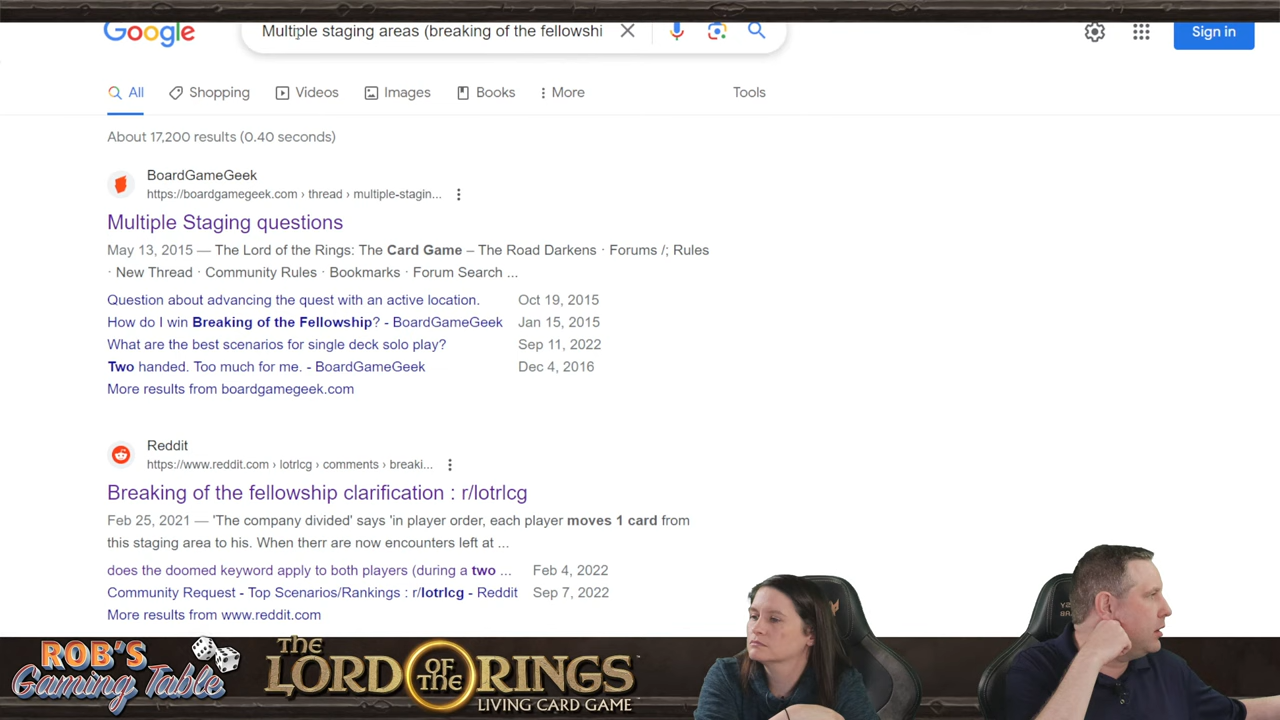 Google
Multiple staging areas (breaking of the fellowshi
Sign in
All
Shopping
Videos
Images
Books
More
Tools
About 17,200 results (0.40 seconds)
BoardGameGeek
https://boardgamegeek.com › thread › multiple-stagin...
Multiple Staging questions
May 13, 2015 — The Lord of the Rings: The Card Game – The Road Darkens · Forums /; Rules
· New Thread · Community Rules · Bookmarks · Forum Search ...
Question about advancing the quest with an active location. Oct 19, 2015
How do I win Breaking of the Fellowship? - BoardGameGeek Jan 15, 2015
What are the best scenarios for single deck solo play? Sep 11, 2022
Two handed. Too much for me. - BoardGameGeek Dec 4, 2016
More results from boardgamegeek.com
Reddit
https://www.reddit.com › lotrlcg › comments › breaki...
Breaking of the fellowship clarification : r/lotrlcg
Feb 25, 2021 — 'The company divided' says 'in player order, each player moves 1 card from
this staging area to his. When therr are now encounters left at ...
does the doomed keyword apply to both players (during a two ... Feb 4, 2022
Community Request - Top Scenarios/Rankings : r/lotrlcg - Reddit Sep 7, 2022
More results from www.reddit.com
ROB'S
Gaming Table
THE
LORD OF THE RINGS
LIVING CARD GAME